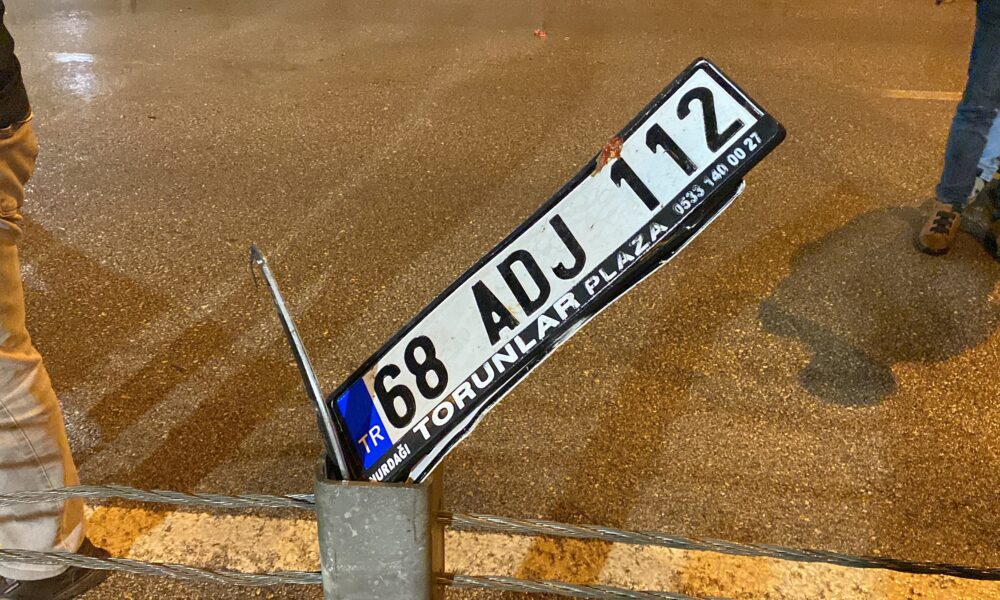 TR 68 ADJ 112
NURDAĞI TORUNLAR PLAZA 0533 140 00 27